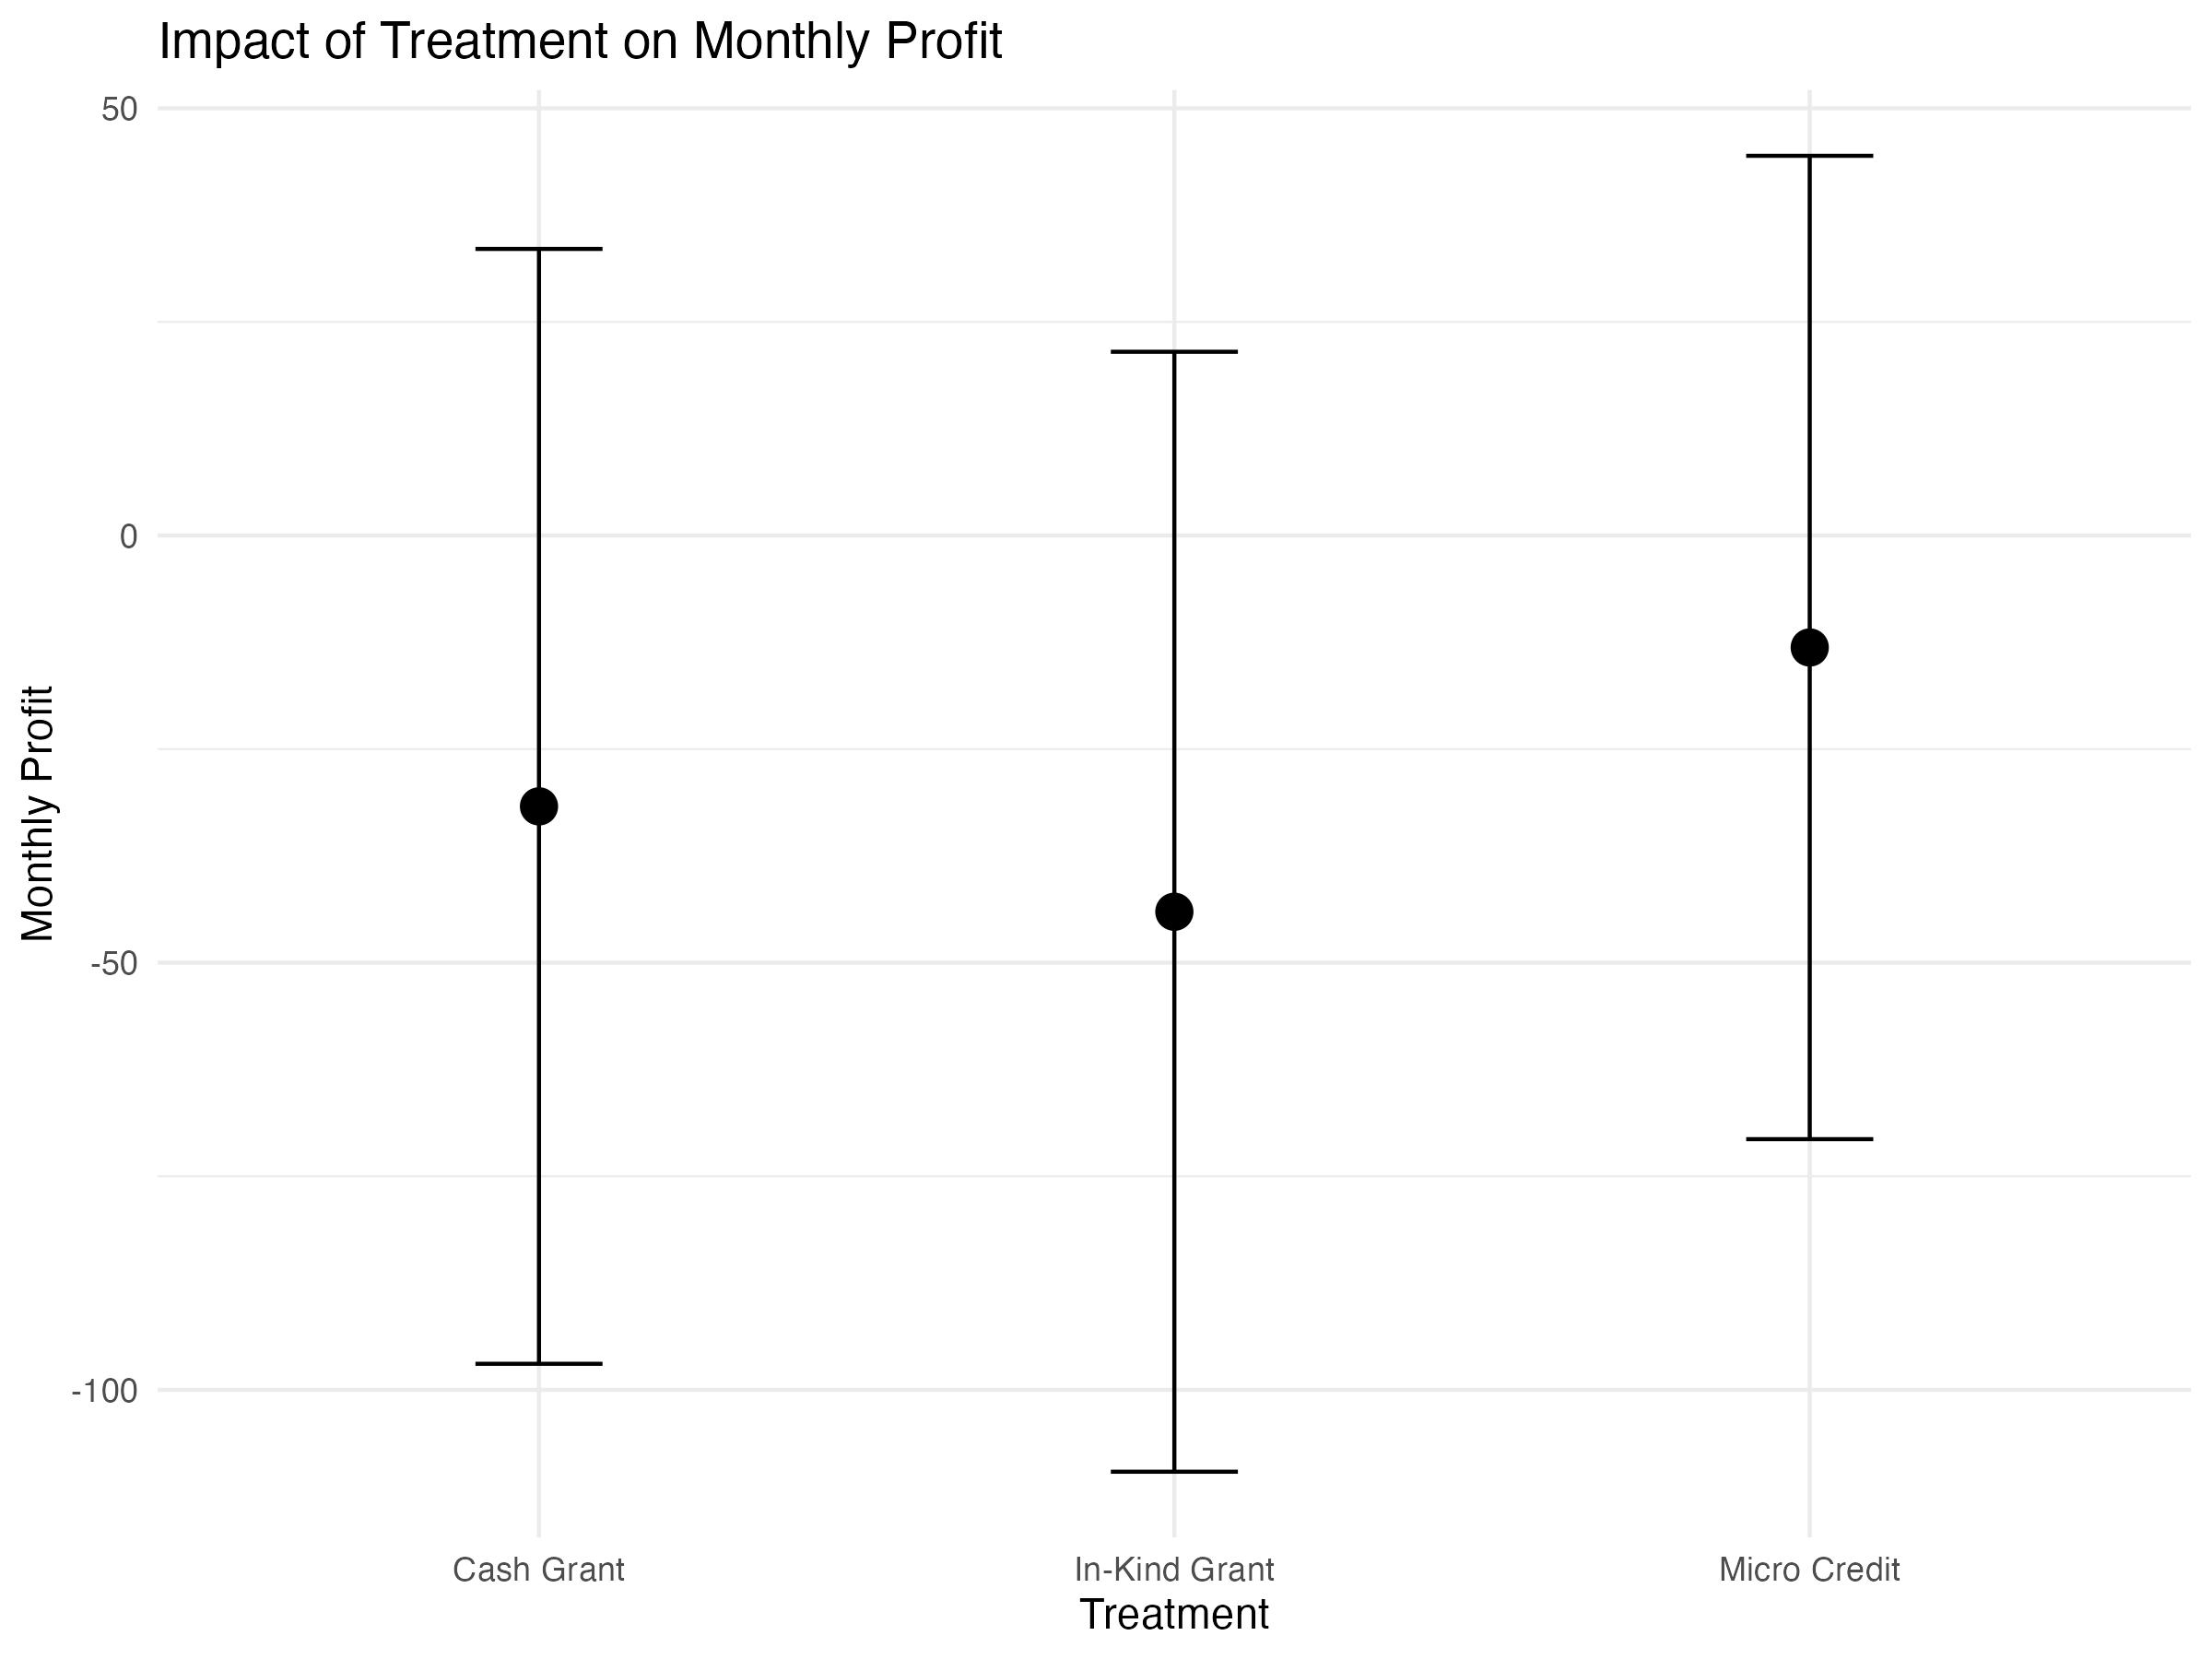 Impact of Treatment on Monthly Profit
Monthly Profit
50
0
-50
-100
Cash Grant
In-Kind Grant
Micro Credit
Treatment